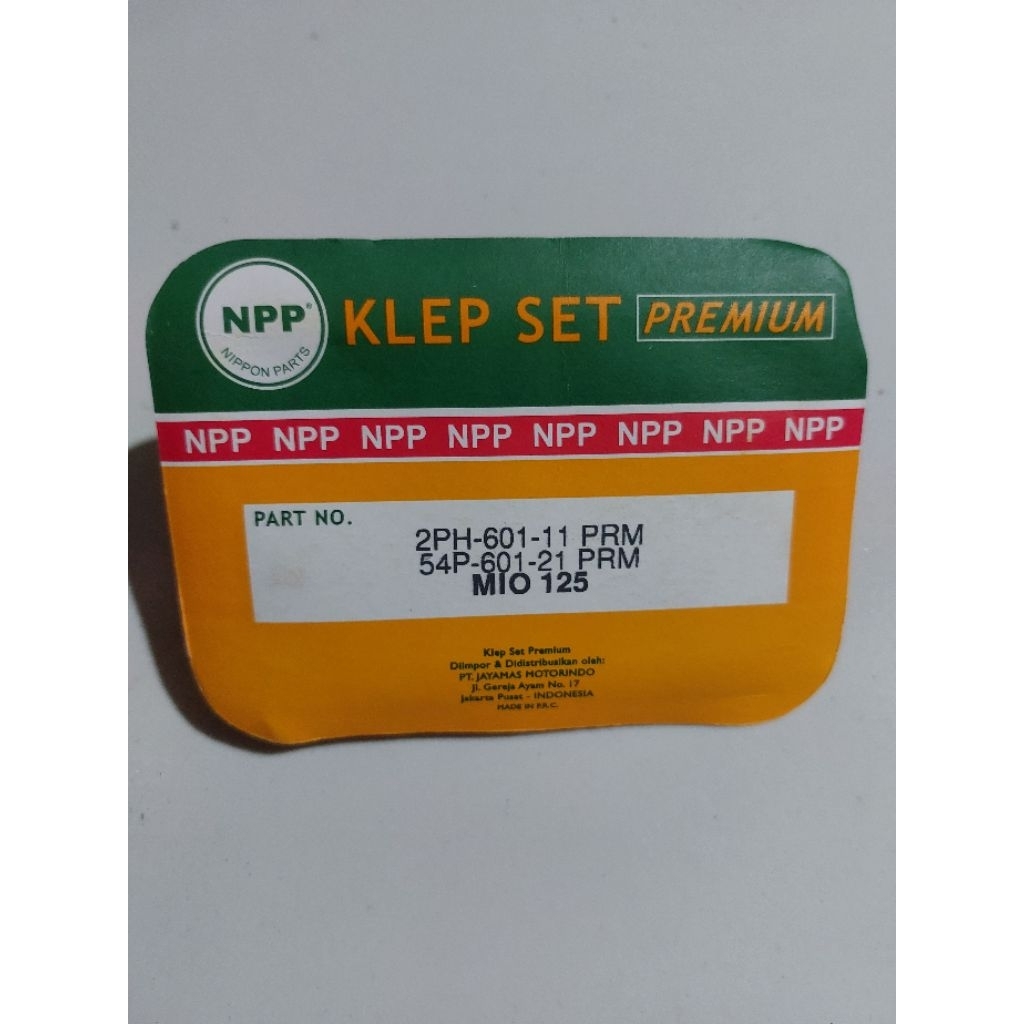 NPP®
NIPPON PARTS
KLEP SET PREMIUM
NPP NPP NPP NPP NPP NPP NPP NPP
PART NO.
2PH-601-11 PRM
54P-601-21 PRM
MIO 125
Klep Set Premium
Diimpor & Didistribusikan oleh:
PT. JAYAMAS MOTORINDO
Jl. Gereja Ayam No. 17
Jakarta Pusat - INDONESIA
MADE IN P.R.C.